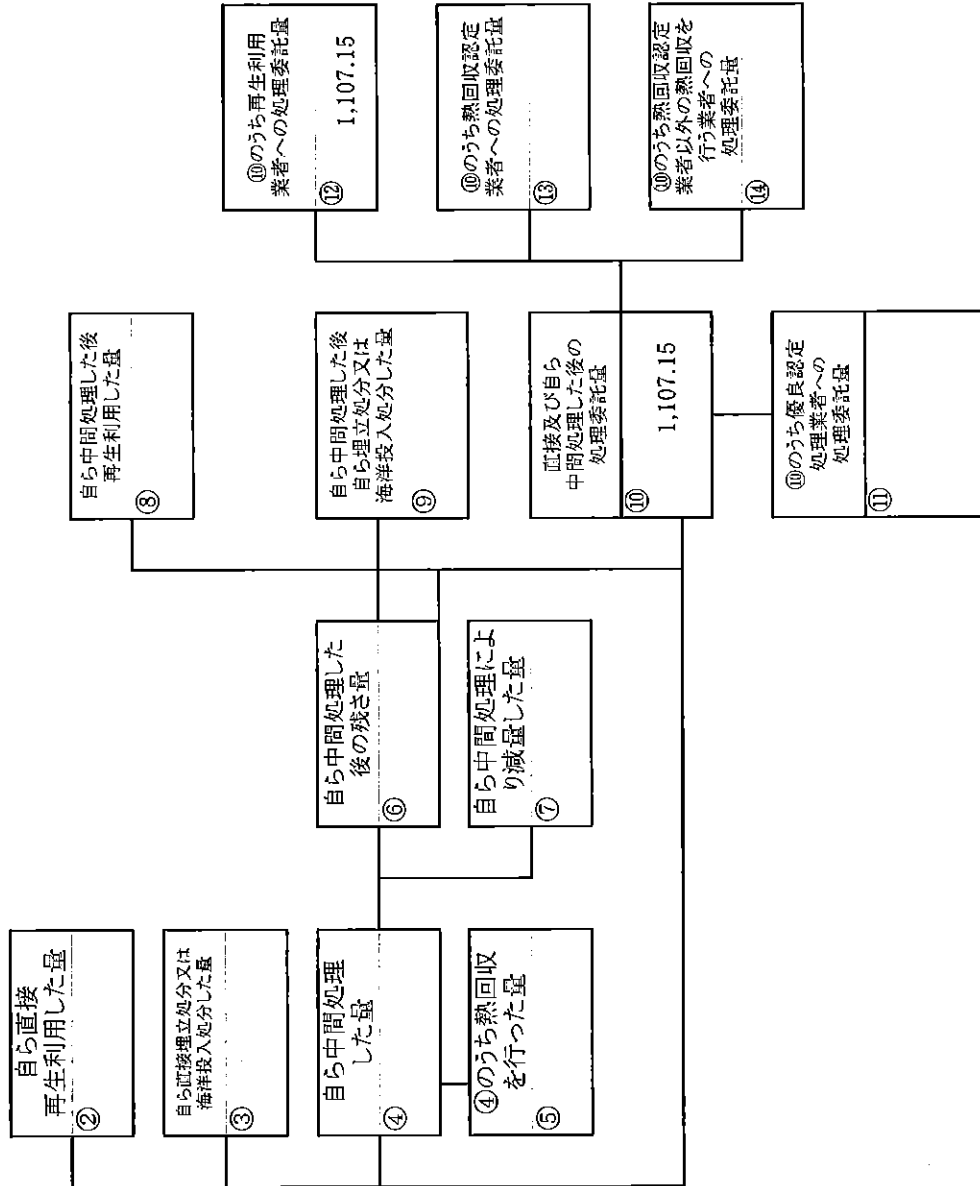 自ら直接
再生利用した量
②
自ら直接埋立処分又は
海洋投入処分した量
③
自ら中間処理
した量
④
④のうち熱回収
を行った量
⑤
自ら中間処理した
後の残さ量
⑥
自ら中間処理によ
り減量した量
⑦
自ら中間処理した後
再生利用した量
⑧
自ら中間処理した後
自ら埋立処分又は
海洋投入処分した量
⑨
直接及び自ら
中間処理した後の
処理委託量
⑩
1,107.15
⑩のうち優良認定
処理業者への
処理委託量
⑪
⑩のうち再生利用
業者への処理委託量
⑫
1,107.15
⑩のうち熱回収認定
業者への処理委託量
⑬
⑩のうち熱回収認定
業者以外の熱回収を
行う業者への
処理委託量
⑭